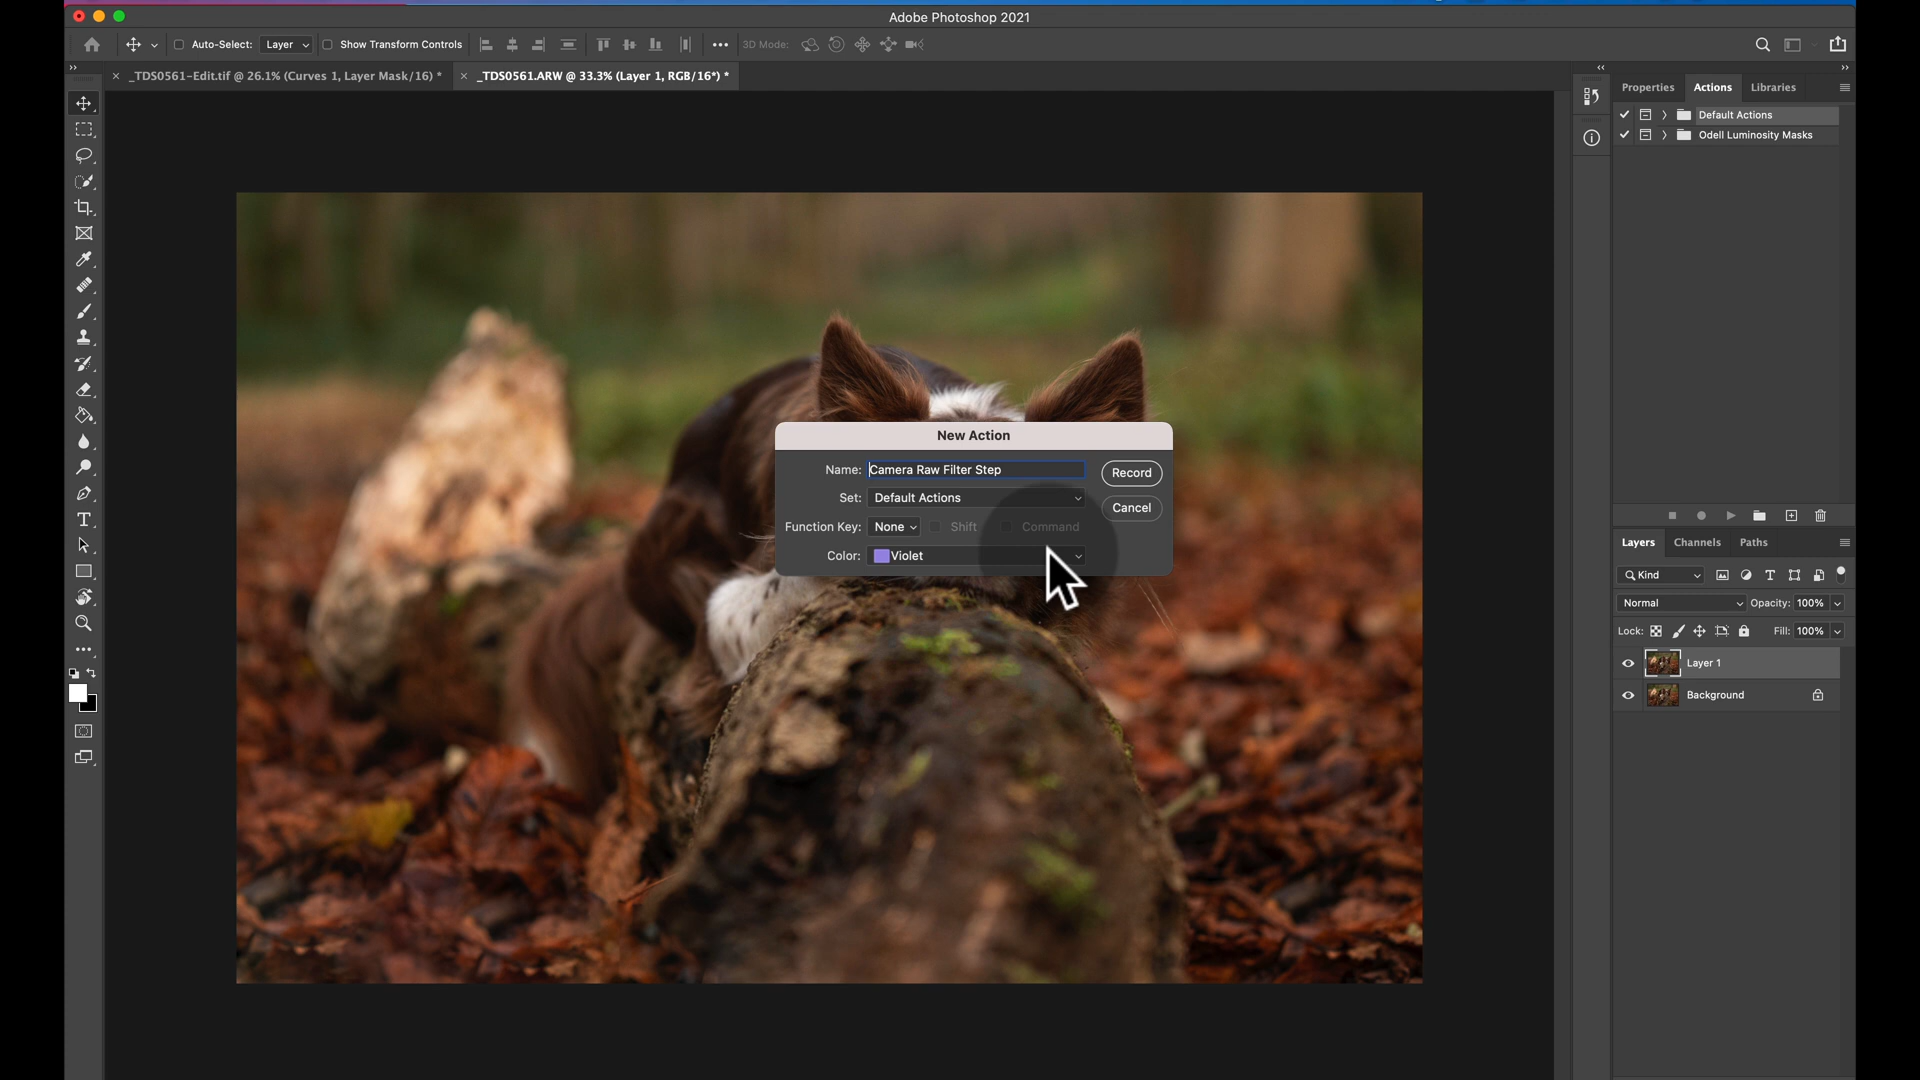 Adobe Photoshop 2021
Auto-Select: Layer Show Transform Controls 3D Mode:
_TDS0561-Edit.tif @ 26.1% (Curves 1, Layer Mask/16) *
_TDS0561.ARW @ 33.3% (Layer 1, RGB/16*) *
Properties Actions Libraries
Default Actions
Odell Luminosity Masks
New Action
Name: Camera Raw Filter Step
Record
Set: Default Actions
Cancel
Function Key: None Shift Command
Color: Violet
Layers Channels Paths
Kind
Normal Opacity: 100%
Lock: Fill: 100%
Layer 1
Background